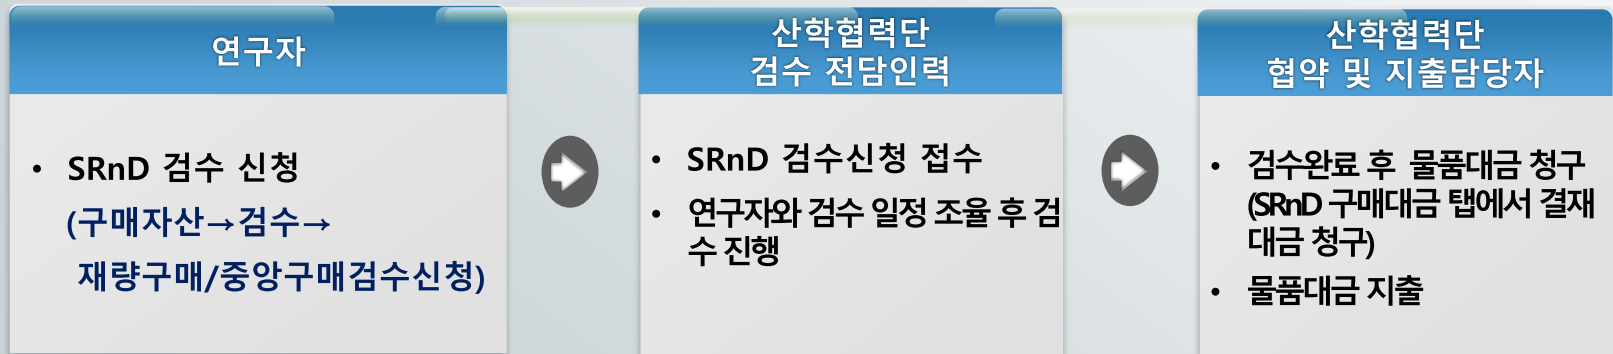 연구자
• SRnD 검수 신청
(구매자산→검수→
재량구매/중앙구매검수신청)
산학협력단
검수 전담인력
• SRnD 검수신청 접수
• 연구자와 검수 일정 조율 후 검
수 진행
산학협력단
협약 및 지출담당자
• 검수완료 후 물품대금 청구
(SRnD 구매대금 탭에서 결재
대금 청구)
• 물품대금 지출